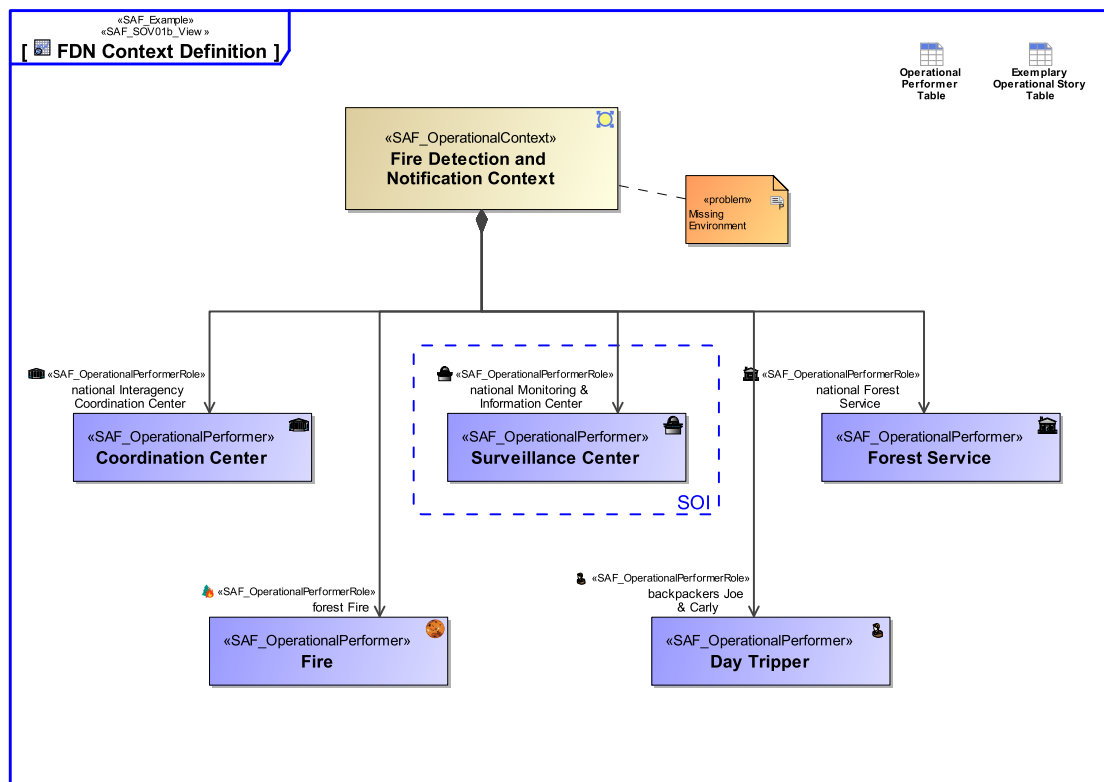 «SAF_Example»
«SAF_SOV01b_View »
[ FDN Context Definition ]
Operational
Performer
Table
Exemplary
Operational Story
Table
«SAF_OperationalContext»
Fire Detection and
Notification Context
«problem»
Missing
Environment
«SAF_OperationalPerformerRole»
national Interagency
Coordination Center
«SAF_OperationalPerformerRole»
national Monitoring &
Information Center
«SAF_OperationalPerformerRole»
national Forest
Service
«SAF_OperationalPerformer»
Coordination Center
«SAF_OperationalPerformer»
Surveillance Center
«SAF_OperationalPerformer»
Forest Service
SOI
«SAF_OperationalPerformerRole»
forest Fire
«SAF_OperationalPerformerRole»
backpackers Joe
& Carly
«SAF_OperationalPerformer»
Fire
«SAF_OperationalPerformer»
Day Tripper